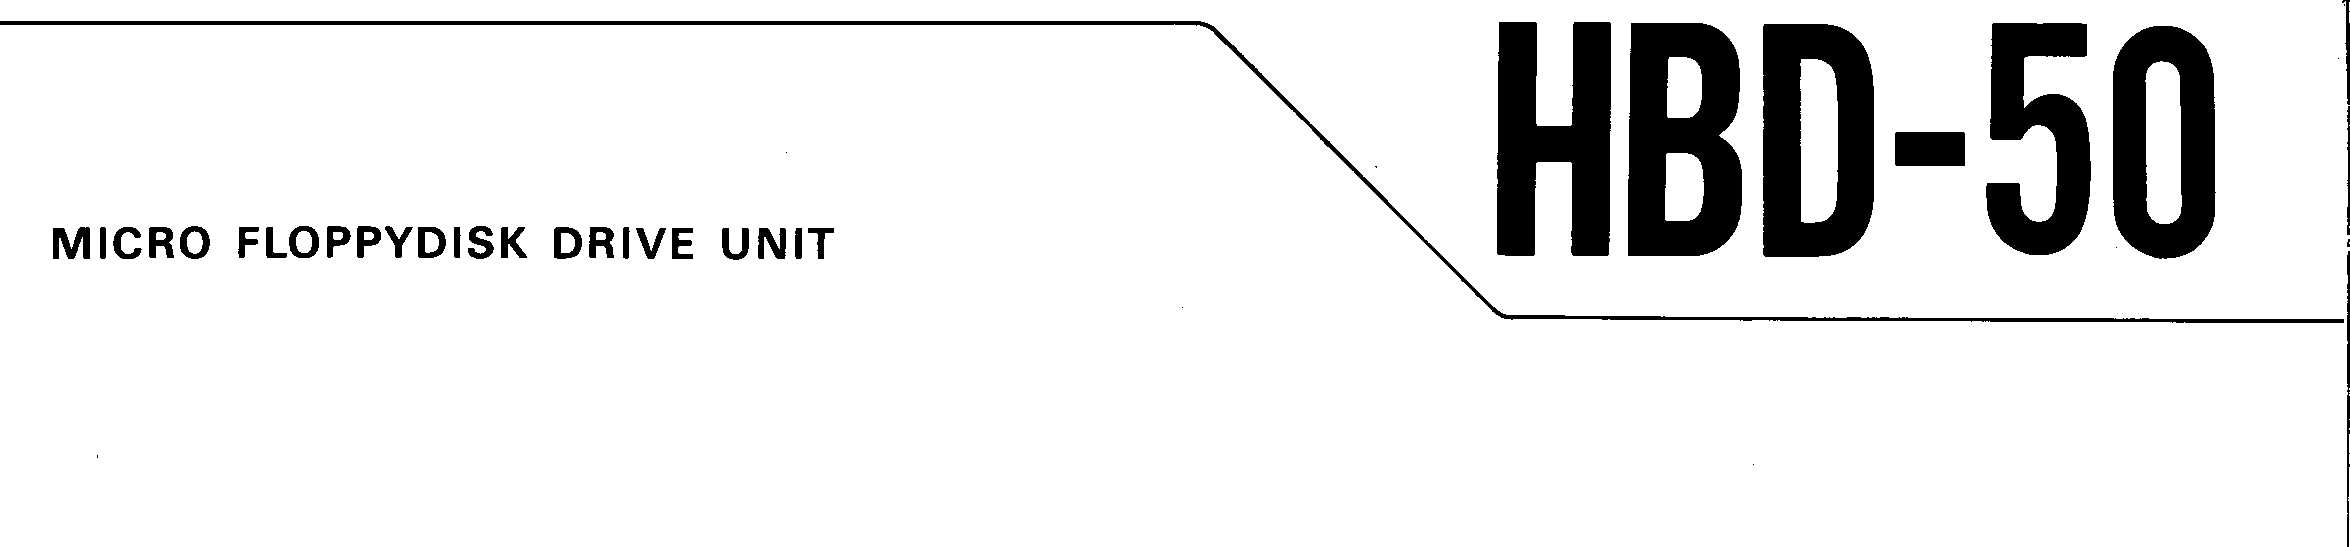 HBD-50
MICRO FLOPPYDISK DRIVE UNIT